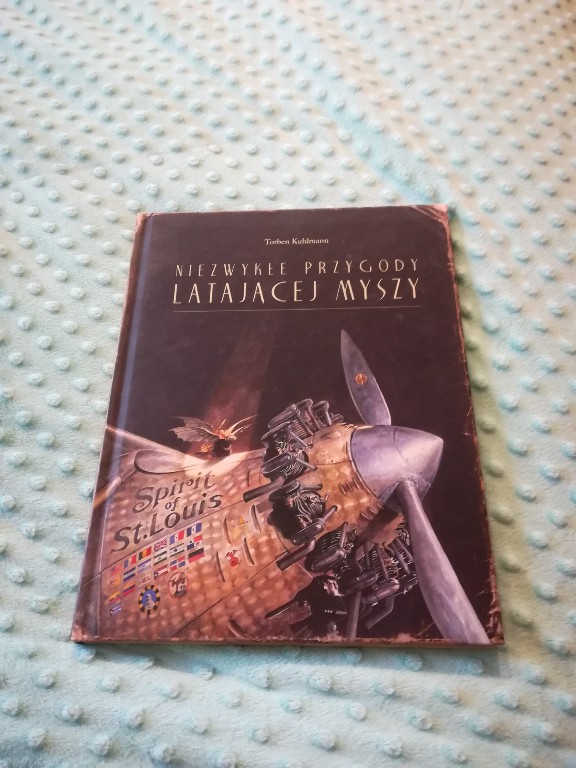 Torben Kuhlmann
NIEZWYKŁE PRZYGODY
LATAJĄCEJ MYSZY
Spirit
of
St. Louis